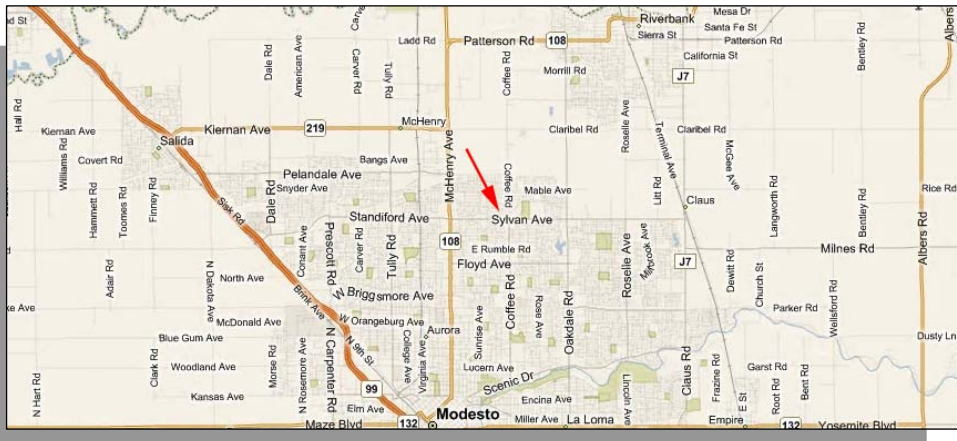 Mesa Dr
Riverbank
Santa Fe St
Sierra St
Patterson Rd
Ladd Rd
Patterson Rd 108
California St
Dale Rd
American Ave
Carver Rd
Tully Rd
Coffee Rd
Morrill Rd
J7
Bentley Rd
Albers
Hall Rd
Kiernan Ave
Kiernan Ave 219
McHenry
Claribel Rd
Roselle Ave
Terminal Ave
Claribel Rd
McGee Ave
Salida
Covert Rd
Williams Rd
Bangs Ave
McHenry Ave
Pelandale Ave
Snyder Ave
Coffee Rd
Mable Ave
Litt Rd
Claus
Langworth Rd
Bentley Rd
Rice Rd
Hammett Rd
Toomes Rd
Finney Rd
Sisk Rd
Dale Rd
Standiford Ave
Sylvan Ave
Albers Rd
108
E Rumble Rd
Milnes Rd
Conant Ave
Prescott Rd
Carver Rd
Tully Rd
Floyd Ave
Roselle Ave
J7
Dewitt Rd
Church St
Adair Rd
N Dakota Ave
North Ave
Brink Ave
W Briggsmore Ave
Coffee Rd
Rose Ave
Oakdale Rd
Parker Rd
Wellsford Rd
McDonald Ave
W Orangeburg Ave
Aurora
Sunrise Ave
Dusty Ln
Blue Gum Ave
N 9th St
College Ave
Virginia Ave
Clark Rd
Woodland Ave
Morse Rd
N Rosemore Ave
N Carpenter Rd
Lucern Ave
Scenic Dr
Claus Rd
Frazine Rd
Garst Rd
N Hart Rd
Kansas Ave
99
Encina Ave
Lincoln Ave
E St
Root Rd
Bent Rd
Elm Ave
Modesto
Maze Blvd
132
Miller Ave
La Loma
Empire
132
Yosemite Blvd